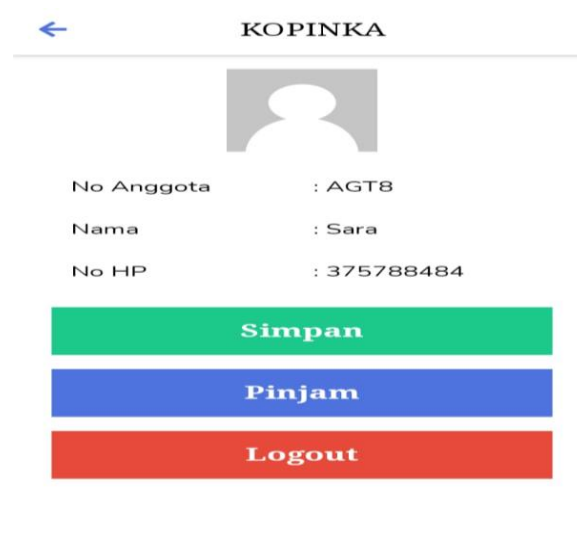 KOPINKA
No Anggota : AGT8
Nama : Sara
No HP : 375788484
Simpan
Pinjam
Logout